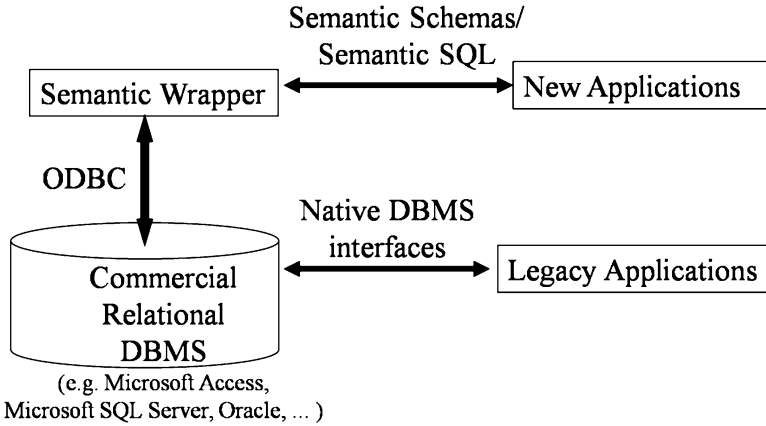 Semantic Schemas/
Semantic SQL
Semantic Wrapper
New Applications
ODBC
Native DBMS
interfaces
Commercial
Relational
DBMS
Legacy Applications
(e.g. Microsoft Access,
Microsoft SQL Server, Oracle, ... )